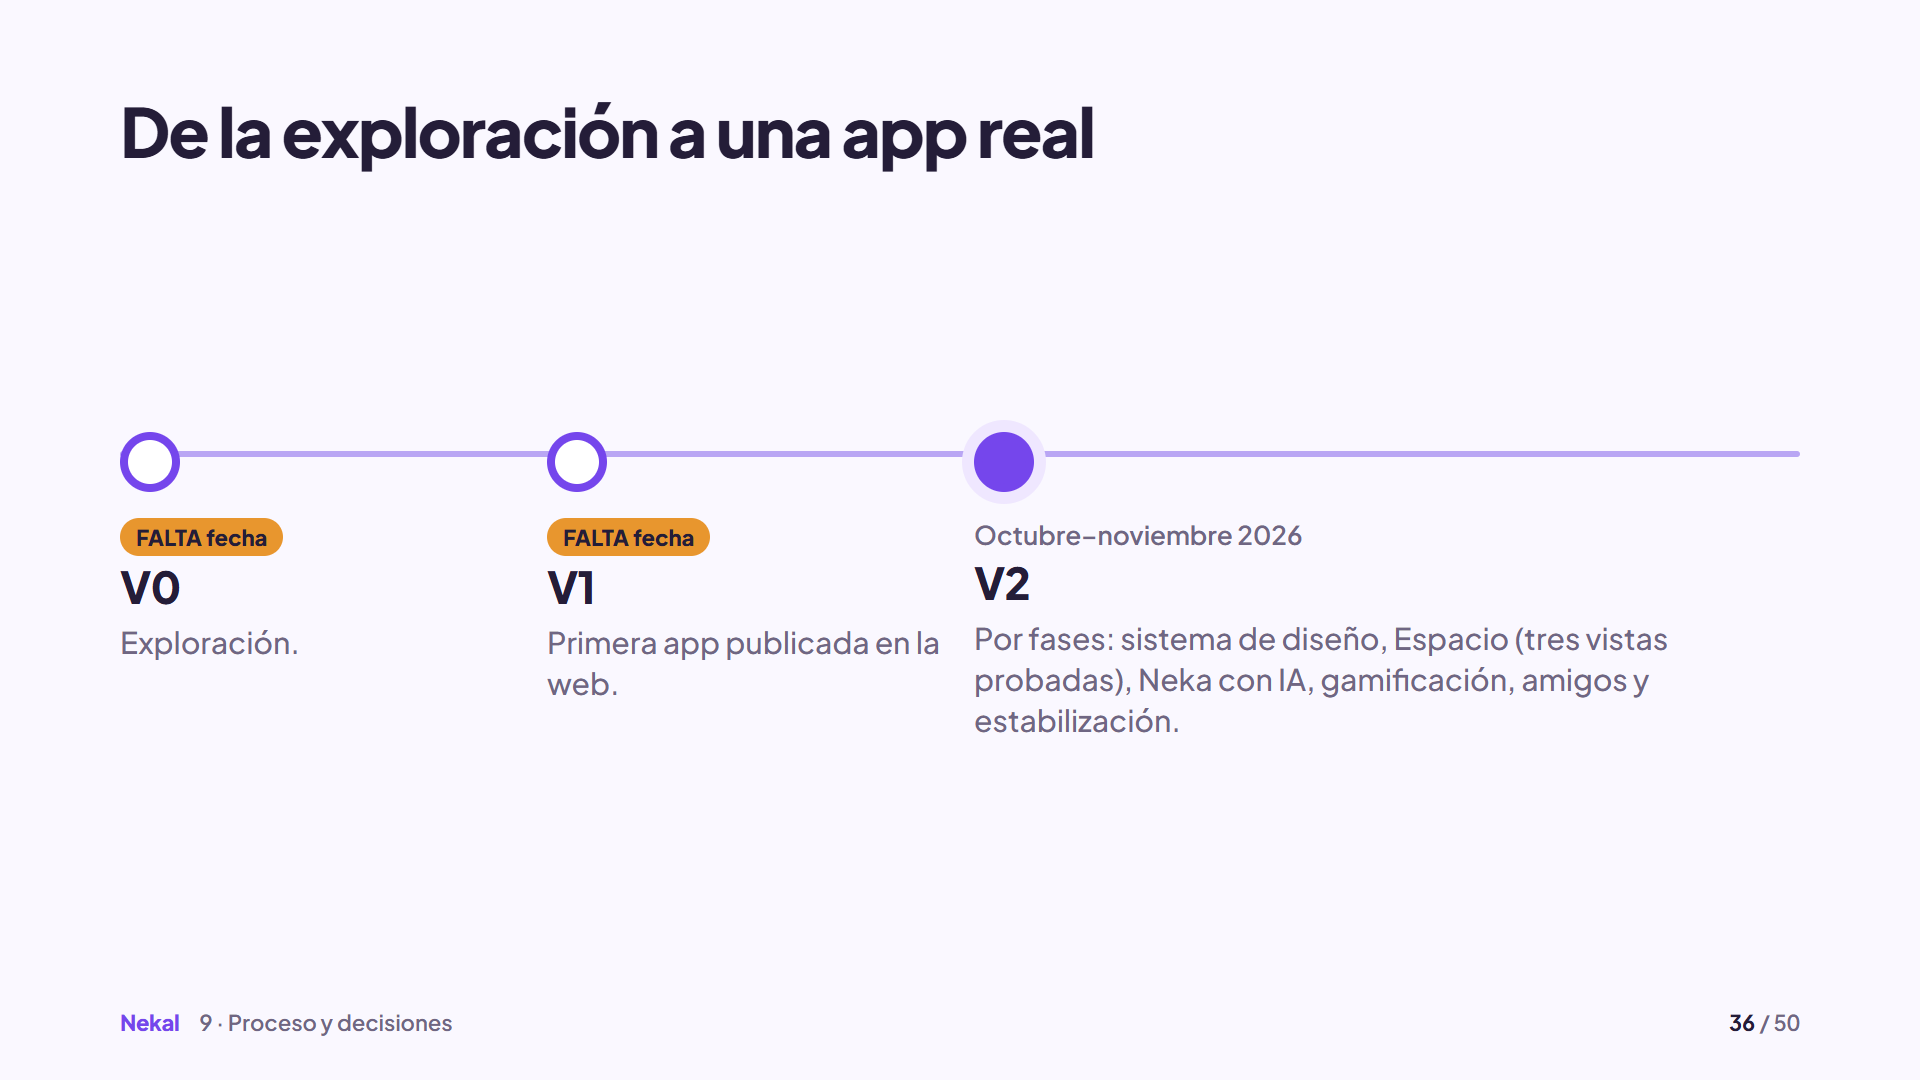 De la exploración a una app real
FALTA fecha
V0
Exploración.
FALTA fecha
V1
Primera app publicada en la
web.
Octubre–noviembre 2026
V2
Por fases: sistema de diseño, Espacio (tres vistas
probadas), Neka con IA, gamificación, amigos y
estabilización.
Nekal 9 · Proceso y decisiones
36 / 50